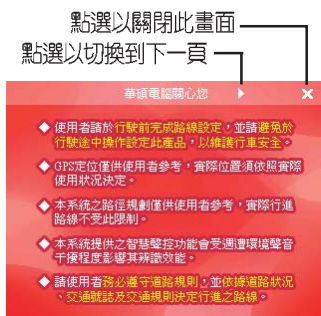 點選以關閉此畫面
點選以切換到下一頁
華碩電腦關心您
◆ 使用者請於行駛前完成路線設定，並請避免於
行駛途中操作設定此產品，以維護行車安全。
◆ GPS定位僅供使用者參考，實際位置須依照實際
使用狀況決定。
◆ 本系統之路徑規劃僅供使用者參考，實際行進
路線不受此限制。
◆ 本系統提供之智慧聲控功能會受週遭環境聲音
干擾程度影響其辨識效能。
◆ 請使用者務必遵守道路規則，並依據道路狀況
、交通號誌及交通規則決定行進之路線。